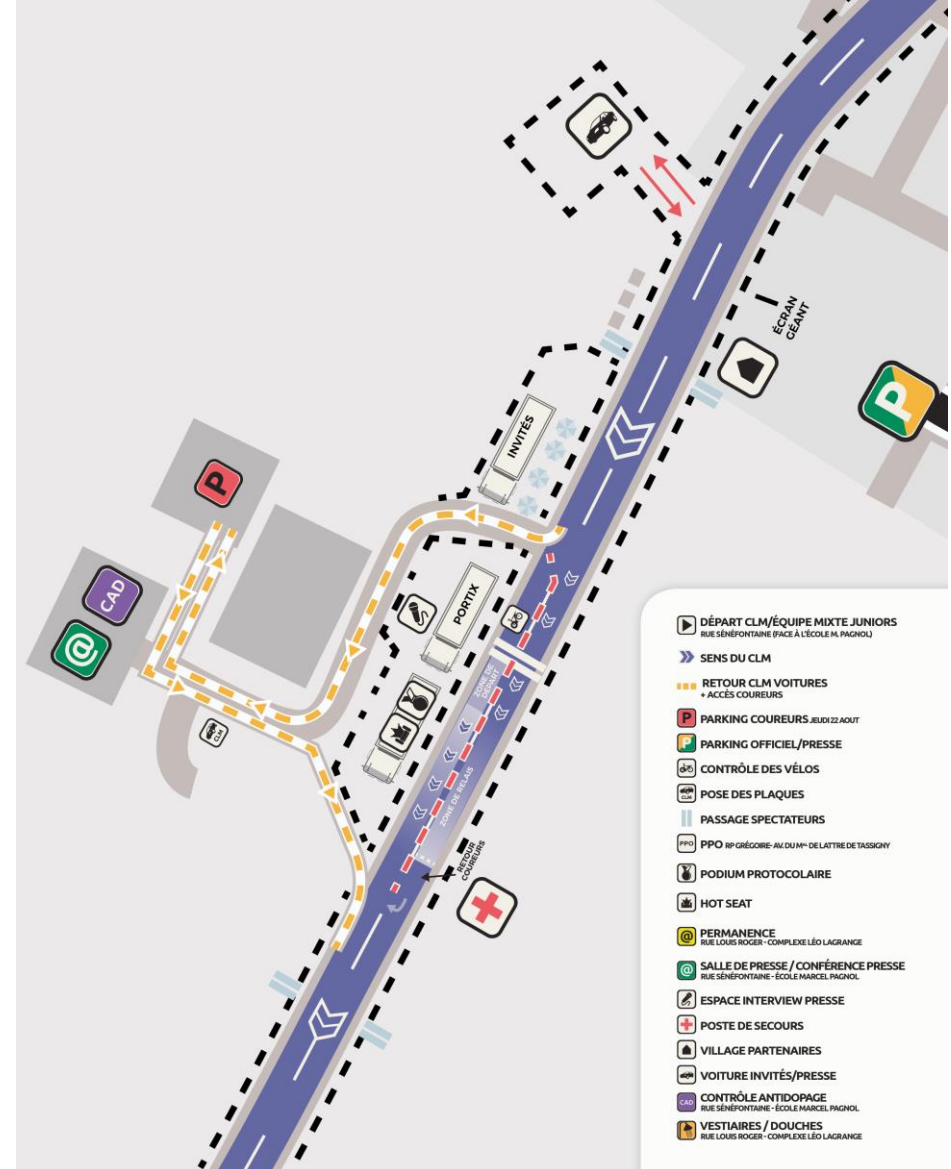 ÉCRAN
GÉANT
P
INVITÉS
P
CAD
@
PORTIX
CLM
ZONE DE
DÉPART
ZONE DE RELAIS
RETOUR
COUREURS
DÉPART CLM/ÉQUIPE MIXTE JUNIORS
RUE SÉNÉFONTAINE (FACE À L'ÉCOLE M. PAGNOL)
SENS DU CLM
RETOUR CLM VOITURES
+ ACCÈS COUREURS
P PARKING COUREURS JEUDI 22 AOUT
P PARKING OFFICIEL/PRESSE
CONTRÔLE DES VÉLOS
CLM POSE DES PLAQUES
PASSAGE SPECTATEURS
PPO PPO RP GRÉGOIRE- AV. DU Mal DE LATTRE DE TASSIGNY
PODIUM PROTOCOLAIRE
HOT SEAT
@ PERMANENCE
RUE LOUIS ROGER - COMPLEXE LÉO LAGRANGE
@ SALLE DE PRESSE / CONFÉRENCE PRESSE
RUE SÉNÉFONTAINE - ÉCOLE MARCEL PAGNOL
ESPACE INTERVIEW PRESSE
POSTE DE SECOURS
VILLAGE PARTENAIRES
VOITURE INVITÉS/PRESSE
CAD CONTRÔLE ANTIDOPAGE
RUE SÉNÉFONTAINE - ÉCOLE MARCEL PAGNOL
VESTIAIRES / DOUCHES
RUE LOUIS ROGER - COMPLEXE LÉO LAGRANGE